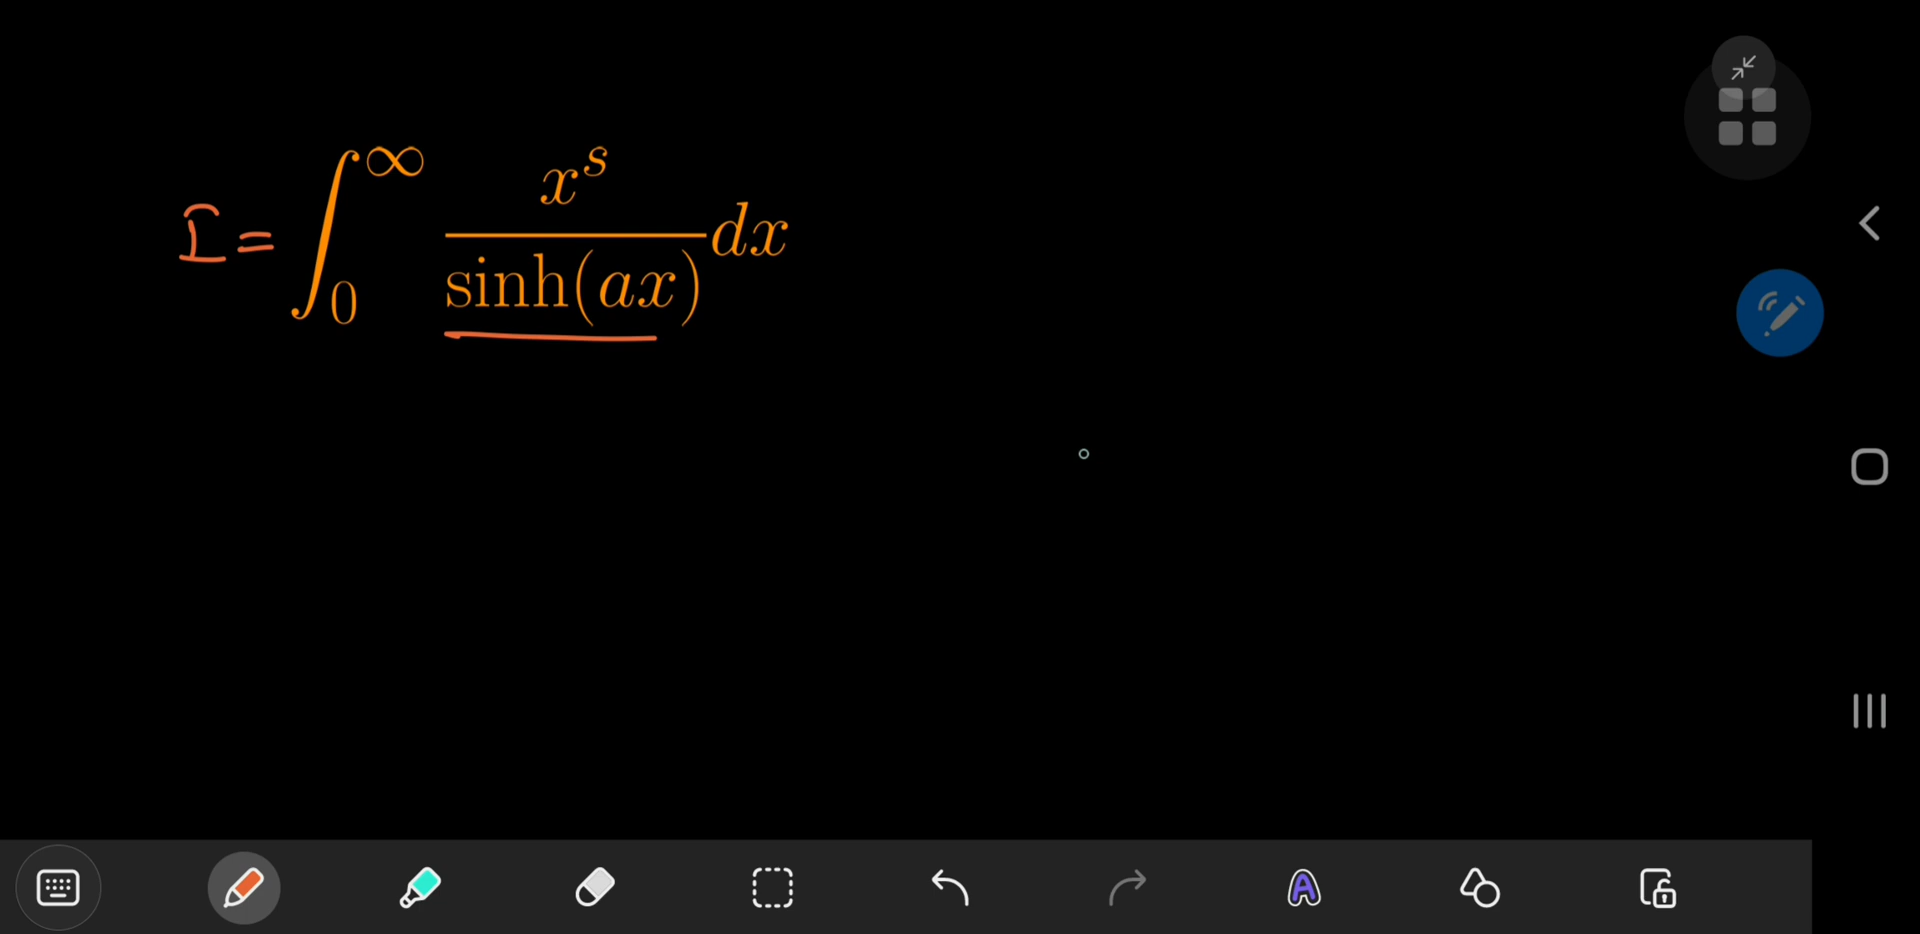 I = ∫₀^∞ x^s / sinh(ax) dx
A